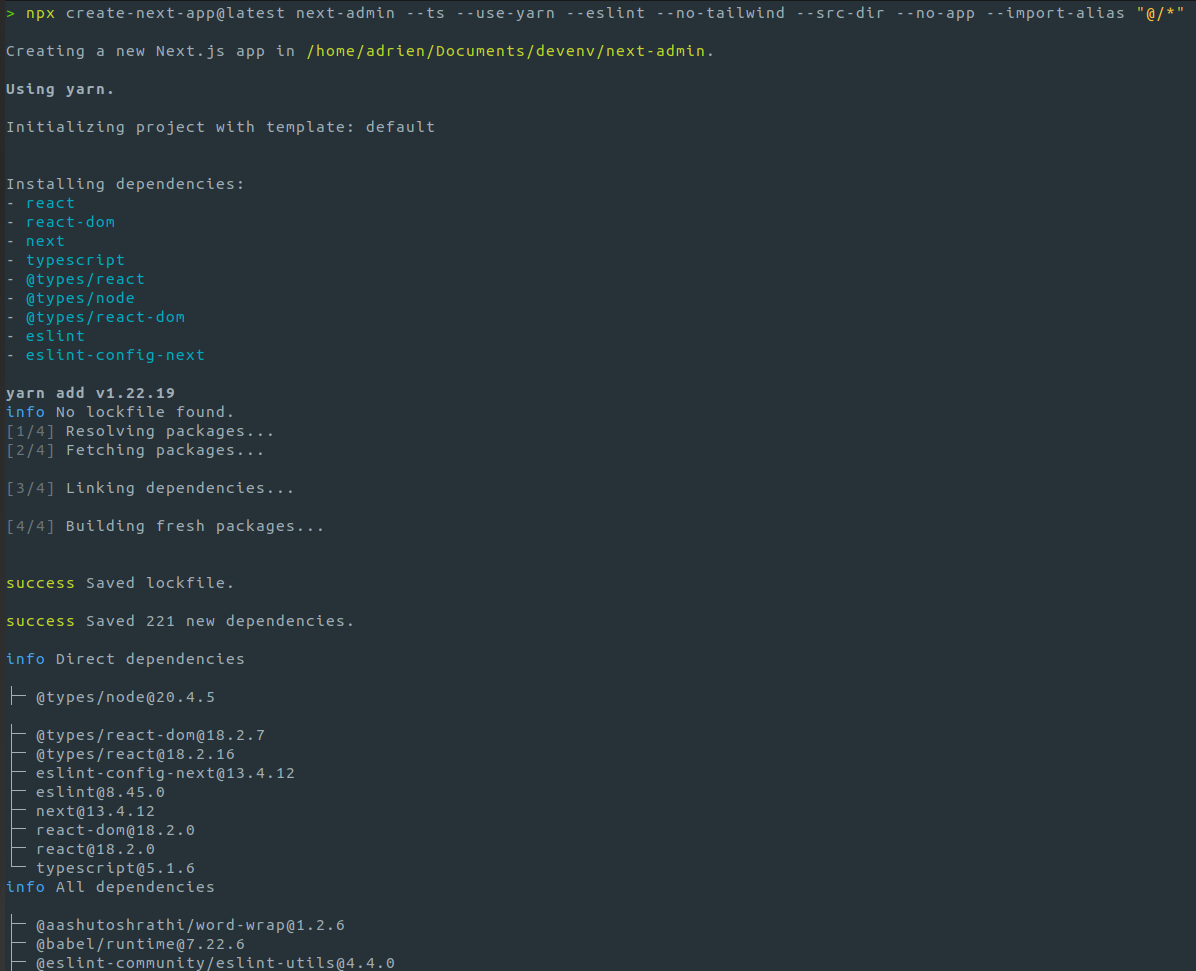 > npx create-next-app@latest next-admin --ts --use-yarn --eslint --no-tailwind --src-dir --no-app --import-alias "@/*"
Creating a new Next.js app in /home/adrien/Documents/devenv/next-admin.
Using yarn.
Initializing project with template: default
Installing dependencies:
- react
- react-dom
- next
- typescript
- @types/react
- @types/node
- @types/react-dom
- eslint
- eslint-config-next
yarn add v1.22.19
info No lockfile found.
[1/4] Resolving packages...
[2/4] Fetching packages...
[3/4] Linking dependencies...
[4/4] Building fresh packages...
success Saved lockfile.
success Saved 221 new dependencies.
info Direct dependencies
├─ @types/node@20.4.5
├─ @types/react-dom@18.2.7
├─ @types/react@18.2.16
├─ eslint-config-next@13.4.12
├─ eslint@8.45.0
├─ next@13.4.12
├─ react-dom@18.2.0
├─ react@18.2.0
└─ typescript@5.1.6
info All dependencies
├─ @aashutoshrathi/word-wrap@1.2.6
├─ @babel/runtime@7.22.6
├─ @eslint-community/eslint-utils@4.4.0